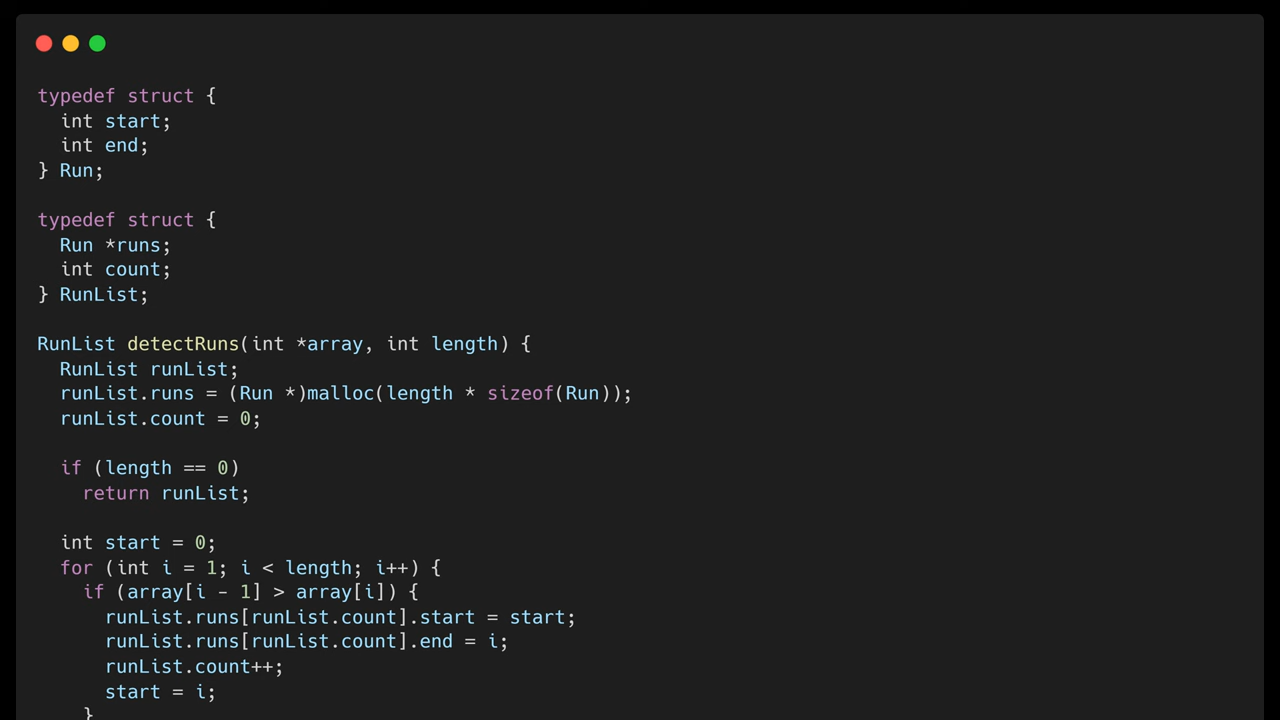 typedef struct {
  int start;
  int end;
} Run;

typedef struct {
  Run *runs;
  int count;
} RunList;

RunList detectRuns(int *array, int length) {
  RunList runList;
  runList.runs = (Run *)malloc(length * sizeof(Run));
  runList.count = 0;

  if (length == 0)
    return runList;

  int start = 0;
  for (int i = 1; i < length; i++) {
    if (array[i - 1] > array[i]) {
      runList.runs[runList.count].start = start;
      runList.runs[runList.count].end = i;
      runList.count++;
      start = i;
    }